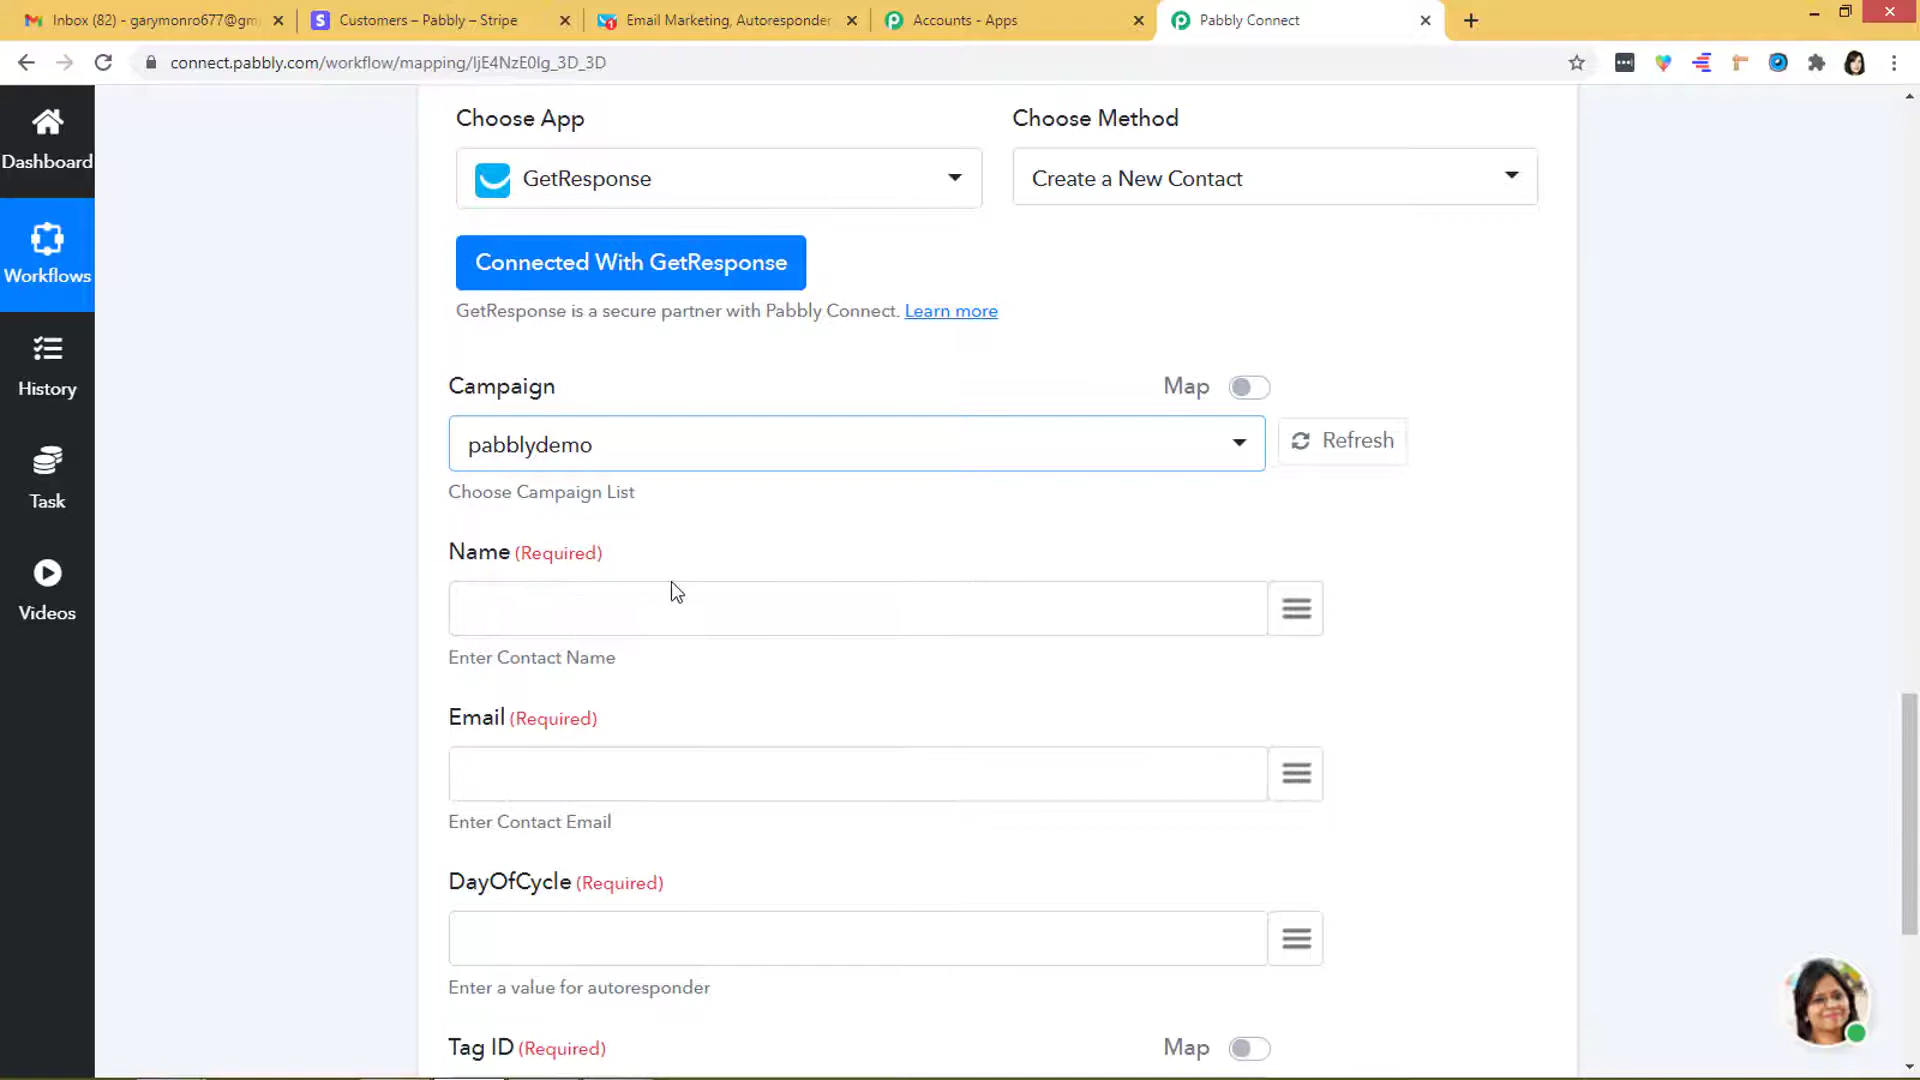 Inbox (82) - garymonro677@gm
Customers – Pabbly – Stripe
Email Marketing, Autoresponder
Accounts - Apps
Pabbly Connect
connect.pabbly.com/workflow/mapping/IjE4NzE0Ig_3D_3D
Dashboard
Workflows
History
Task
Videos
Choose App
Choose Method
GetResponse
Create a New Contact
Connected With GetResponse
GetResponse is a secure partner with Pabbly Connect. Learn more
Campaign
Map
pabblydemo
Refresh
Choose Campaign List
Name (Required)
Enter Contact Name
Email (Required)
Enter Contact Email
DayOfCycle (Required)
Enter a value for autoresponder
Tag ID (Required)
Map